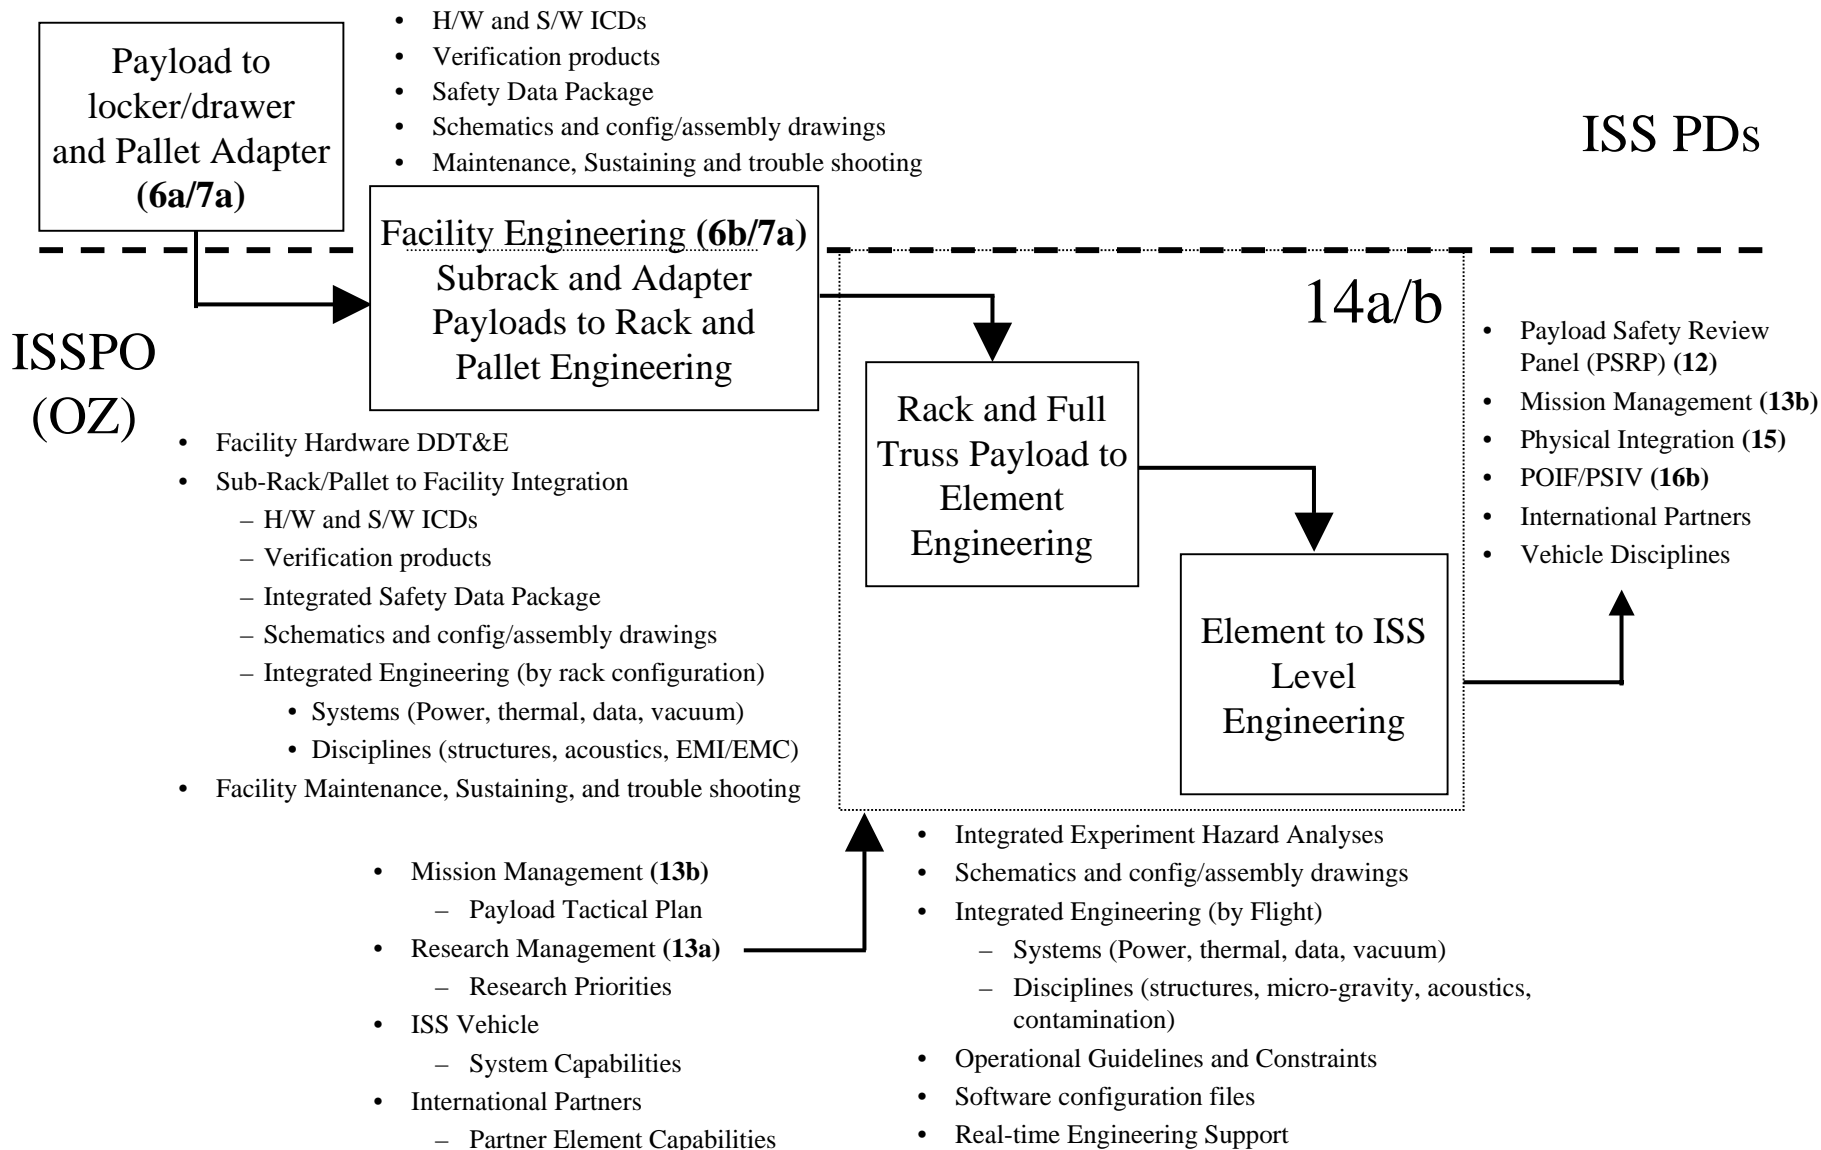 Payload to
locker/drawer
and Pallet Adapter
(6a/7a)
• H/W and S/W ICDs
• Verification products
• Safety Data Package
• Schematics and config/assembly drawings
• Maintenance, Sustaining and trouble shooting
ISS PDs
Facility Engineering (6b/7a)
Subrack and Adapter
Payloads to Rack and
Pallet Engineering
ISSPO
(OZ)
14a/b
Rack and Full
Truss Payload to
Element
Engineering
Element to ISS
Level
Engineering
• Payload Safety Review
Panel (PSRP) (12)
• Mission Management (13b)
• Physical Integration (15)
• POIF/PSIV (16b)
• International Partners
• Vehicle Disciplines
• Facility Hardware DDT&E
• Sub-Rack/Pallet to Facility Integration
– H/W and S/W ICDs
– Verification products
– Integrated Safety Data Package
– Schematics and config/assembly drawings
– Integrated Engineering (by rack configuration)
• Systems (Power, thermal, data, vacuum)
• Disciplines (structures, acoustics, EMI/EMC)
• Facility Maintenance, Sustaining, and trouble shooting
• Mission Management (13b)
– Payload Tactical Plan
• Research Management (13a)
– Research Priorities
• ISS Vehicle
– System Capabilities
• International Partners
– Partner Element Capabilities
• Integrated Experiment Hazard Analyses
• Schematics and config/assembly drawings
• Integrated Engineering (by Flight)
– Systems (Power, thermal, data, vacuum)
– Disciplines (structures, micro-gravity, acoustics,
contamination)
• Operational Guidelines and Constraints
• Software configuration files
• Real-time Engineering Support